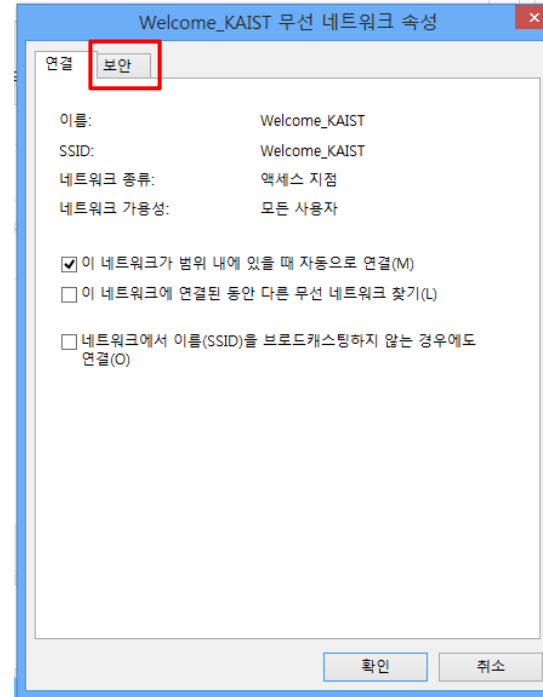 Welcome_KAIST 무선 네트워크 속성
연결 보안
이름: Welcome_KAIST
SSID: Welcome_KAIST
네트워크 종류: 액세스 지점
네트워크 가용성: 모든 사용자
이 네트워크가 범위 내에 있을 때 자동으로 연결(M)
이 네트워크에 연결된 동안 다른 무선 네트워크 찾기(L)
네트워크에서 이름(SSID)을 브로드캐스팅하지 않는 경우에도
연결(O)
확인 취소